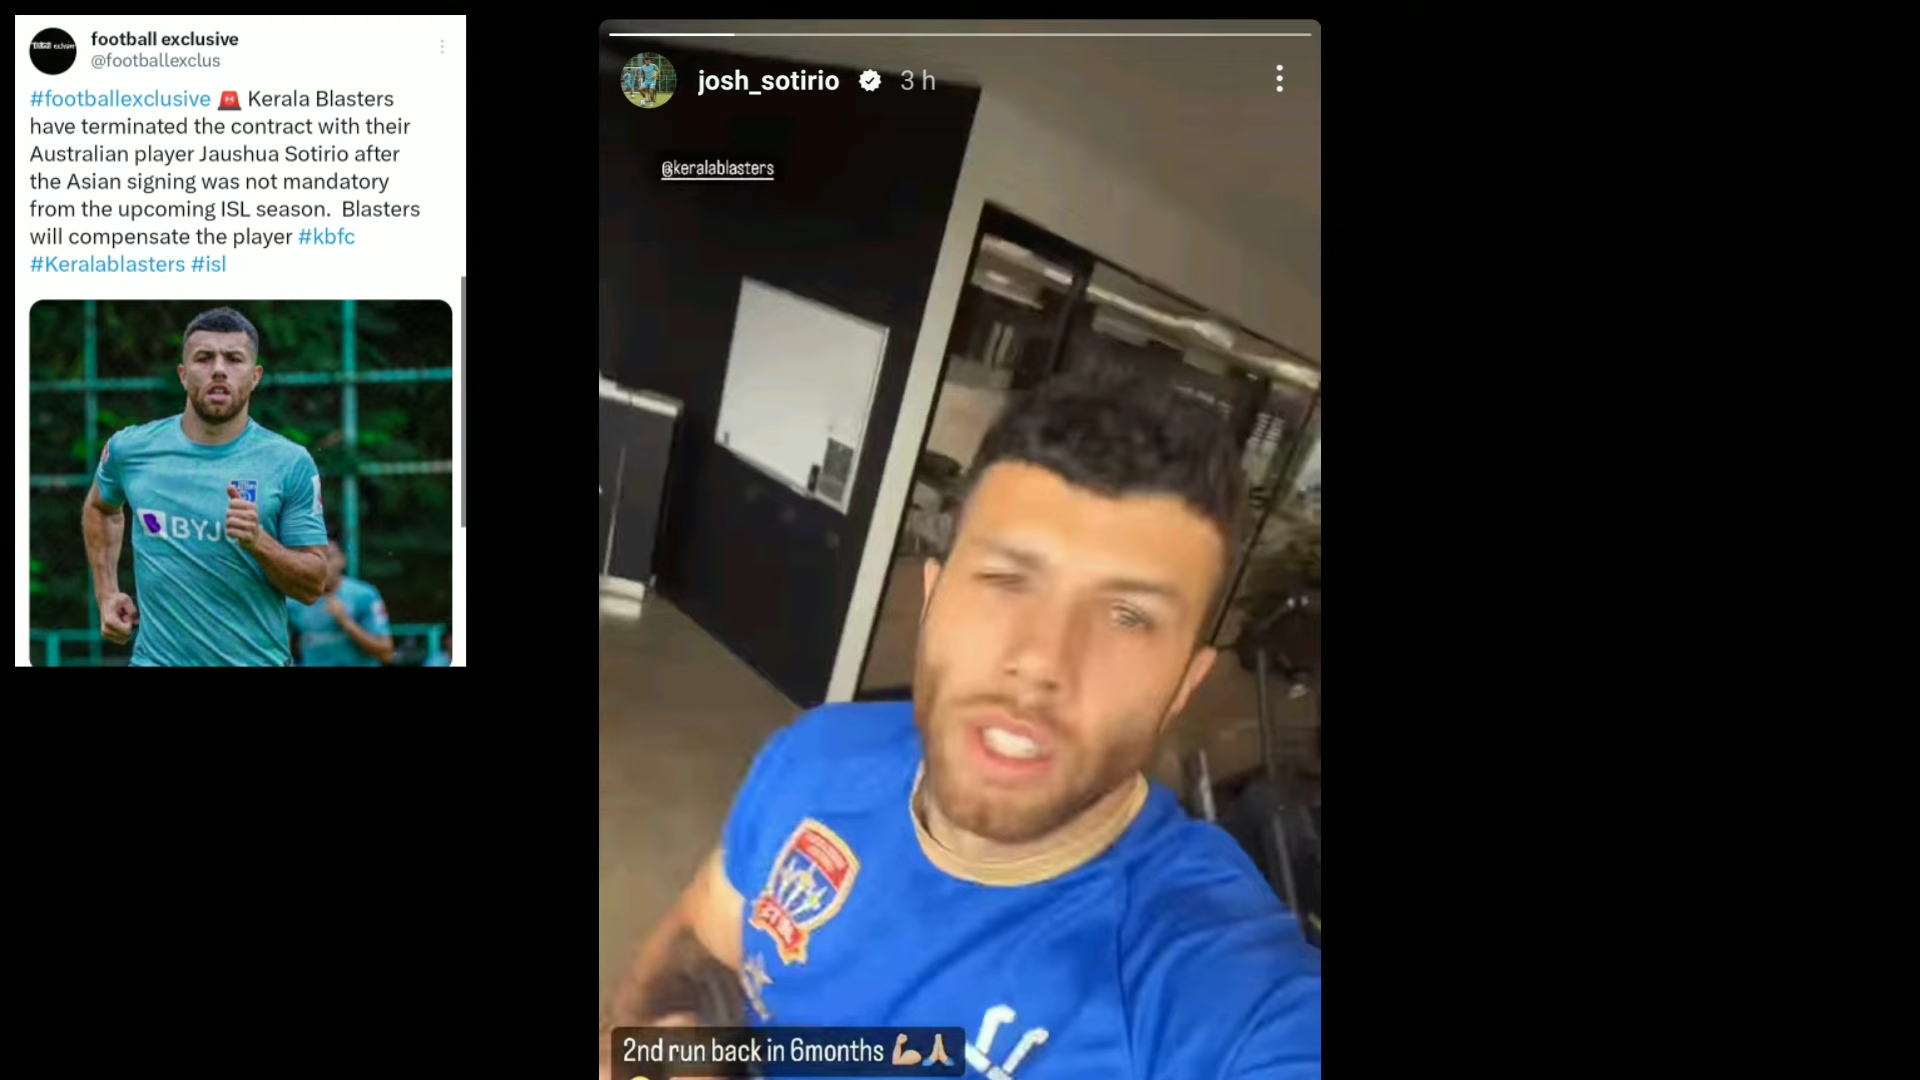 football exclusive
@footballexclus
#footballexclusive 🚨 Kerala Blasters
have terminated the contract with their
Australian player Jaushua Sotirio after
the Asian signing was not mandatory
from the upcoming ISL season. Blasters
will compensate the player #kbfc
#Keralablasters #isl
BYJU
josh_sotirio 3 h
@keralablasters
2nd run back in 6months 💪🙏